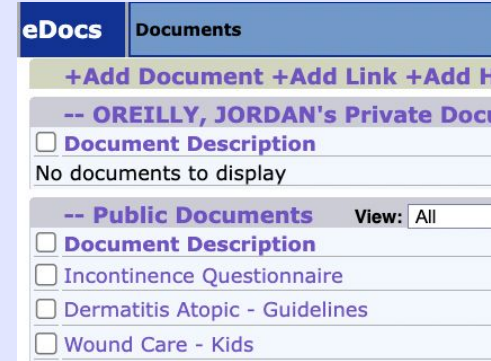 eDocs Documents
+Add Document +Add Link +Add
-- OREILLY, JORDAN's Private
Document Description
No documents to display
-- Public Documents View: All
Document Description
Incontinence Questionnaire
Dermatitis Atopic - Guidelines
Wound Care - Kids